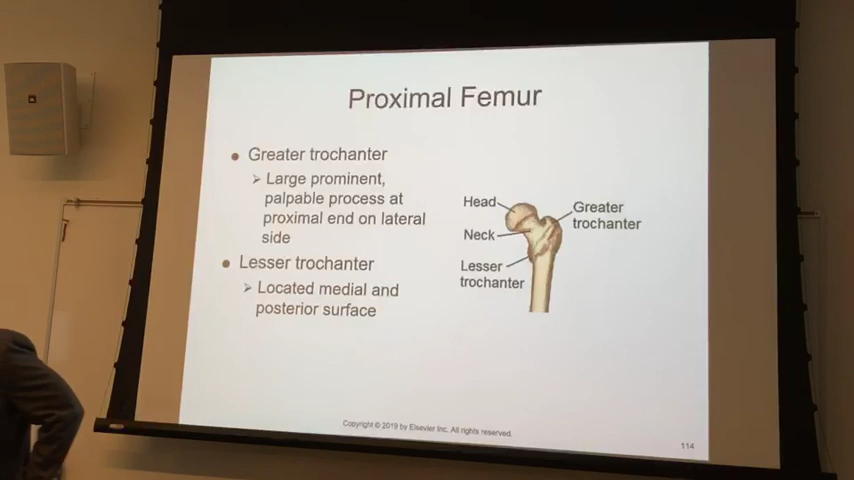 Proximal Femur
Greater trochanter
Large prominent,
palpable process at
proximal end on lateral
side
Lesser trochanter
Located medial and
posterior surface
Head
Neck
Lesser
trochanter
Greater
trochanter
Copyright © 2019 by Elsevier Inc. All rights reserved.
114